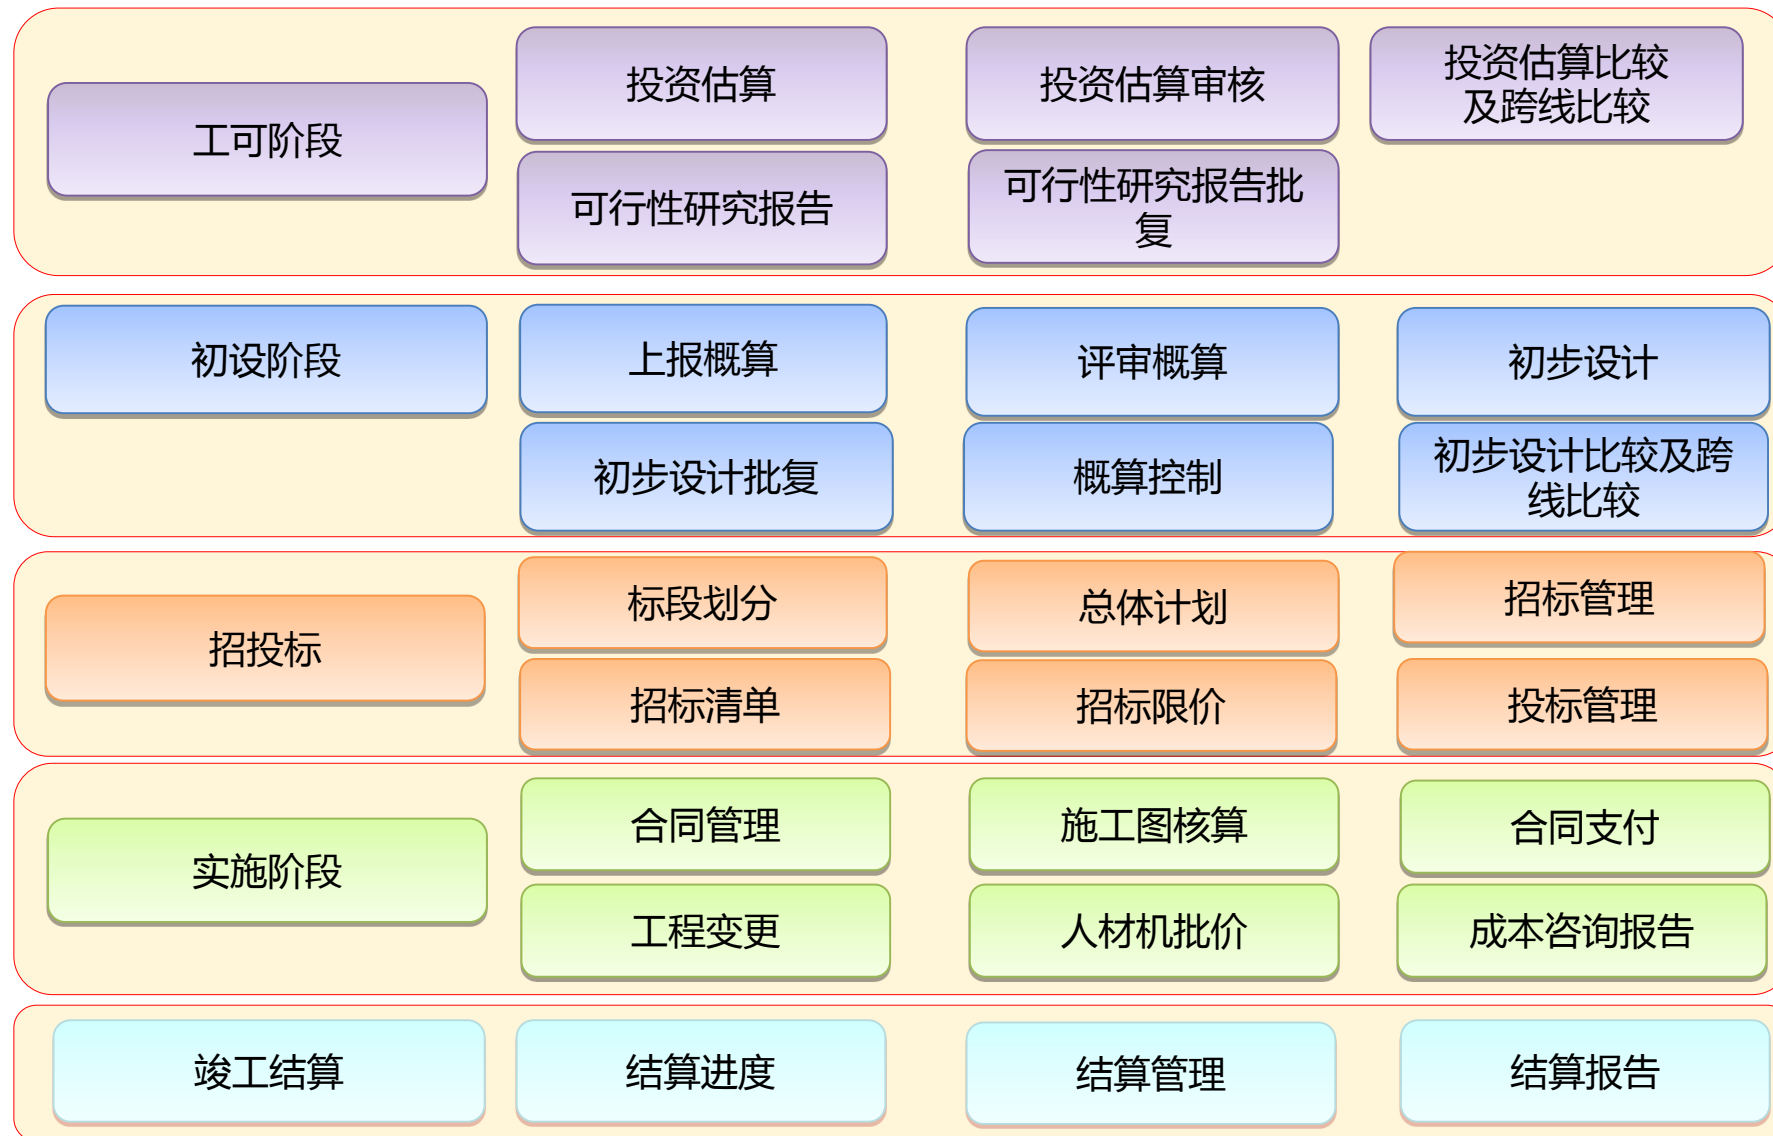 工可阶段
投资估算
投资估算审核
投资估算比较
及跨线比较
可行性研究报告
可行性研究报告批
复
初设阶段
上报概算
评审概算
初步设计
初步设计批复
概算控制
初步设计比较及跨
线比较
招投标
标段划分
总体计划
招标管理
招标清单
招标限价
投标管理
实施阶段
合同管理
施工图核算
合同支付
工程变更
人材机批价
成本咨询报告
竣工结算
结算进度
结算管理
结算报告